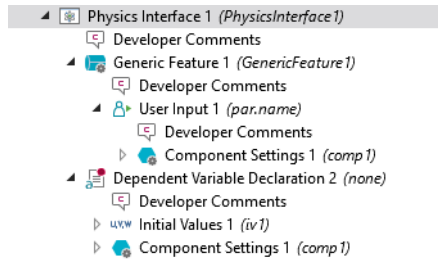 Physics Interface 1 (PhysicsInterface1)
Developer Comments
Generic Feature 1 (GenericFeature1)
Developer Comments
User Input 1 (par.name)
Developer Comments
Component Settings 1 (comp1)
Dependent Variable Declaration 2 (none)
Developer Comments
u,v,w Initial Values 1 (iv1)
Component Settings 1 (comp1)